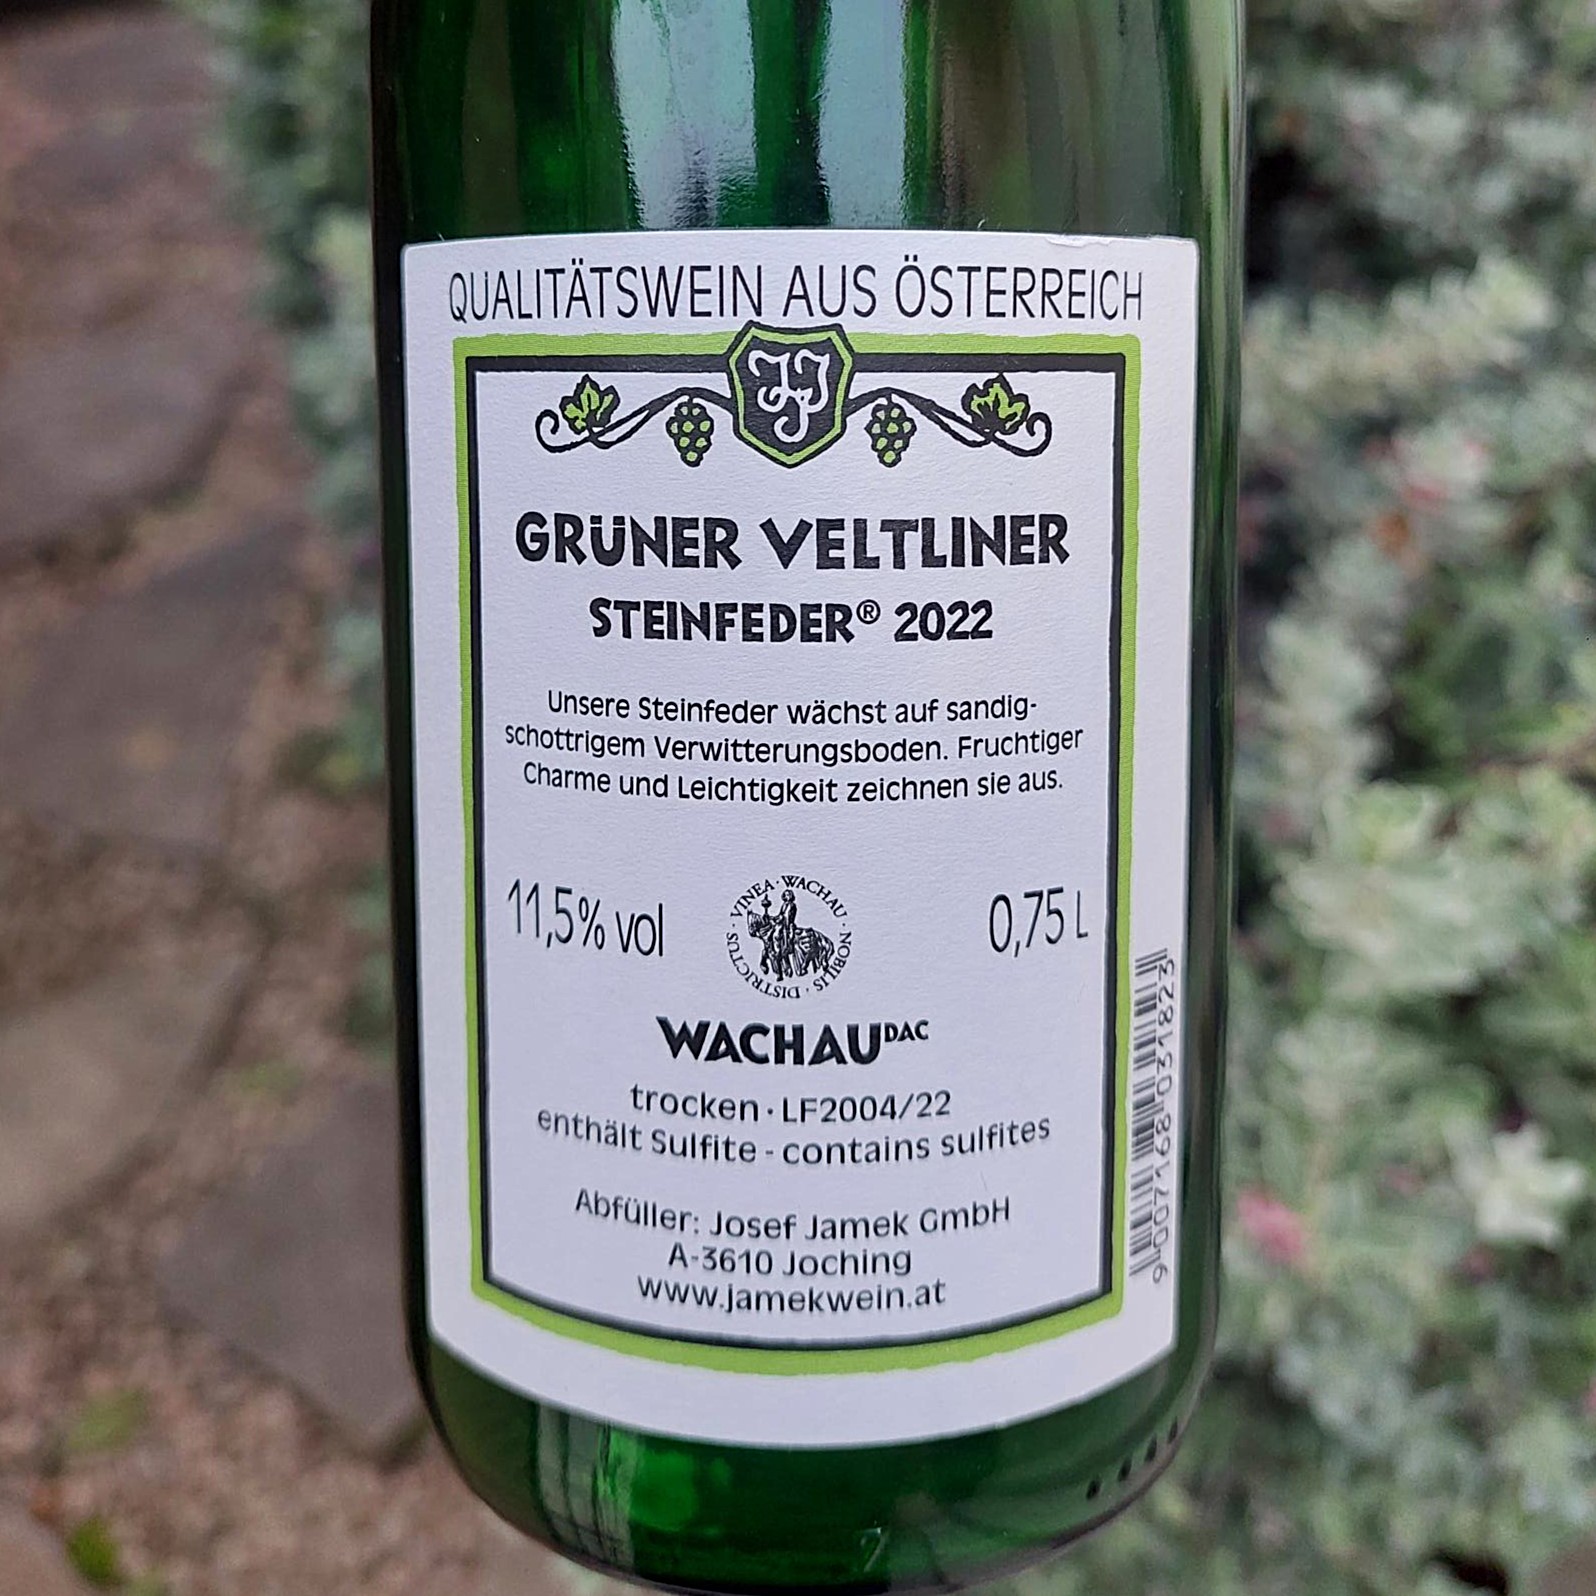 QUALITÄTSWEIN AUS ÖSTERREICH
JJ
GRÜNER VELTLINER
STEINFEDER® 2022
Unsere Steinfeder wächst auf sandig-
schottrigem Verwitterungsboden. Fruchtiger
Charme und Leichtigkeit zeichnen sie aus.
11,5% vol
VINEA · WACHAU · NOBILIS · DISTRICTUS ·
0,75 L
WACHAU DAC
trocken · LF2004/22
enthält Sulfite - contains sulfites
Abfüller: Josef Jamek GmbH
A-3610 Joching
www.jamekwein.at
9 007168 031823